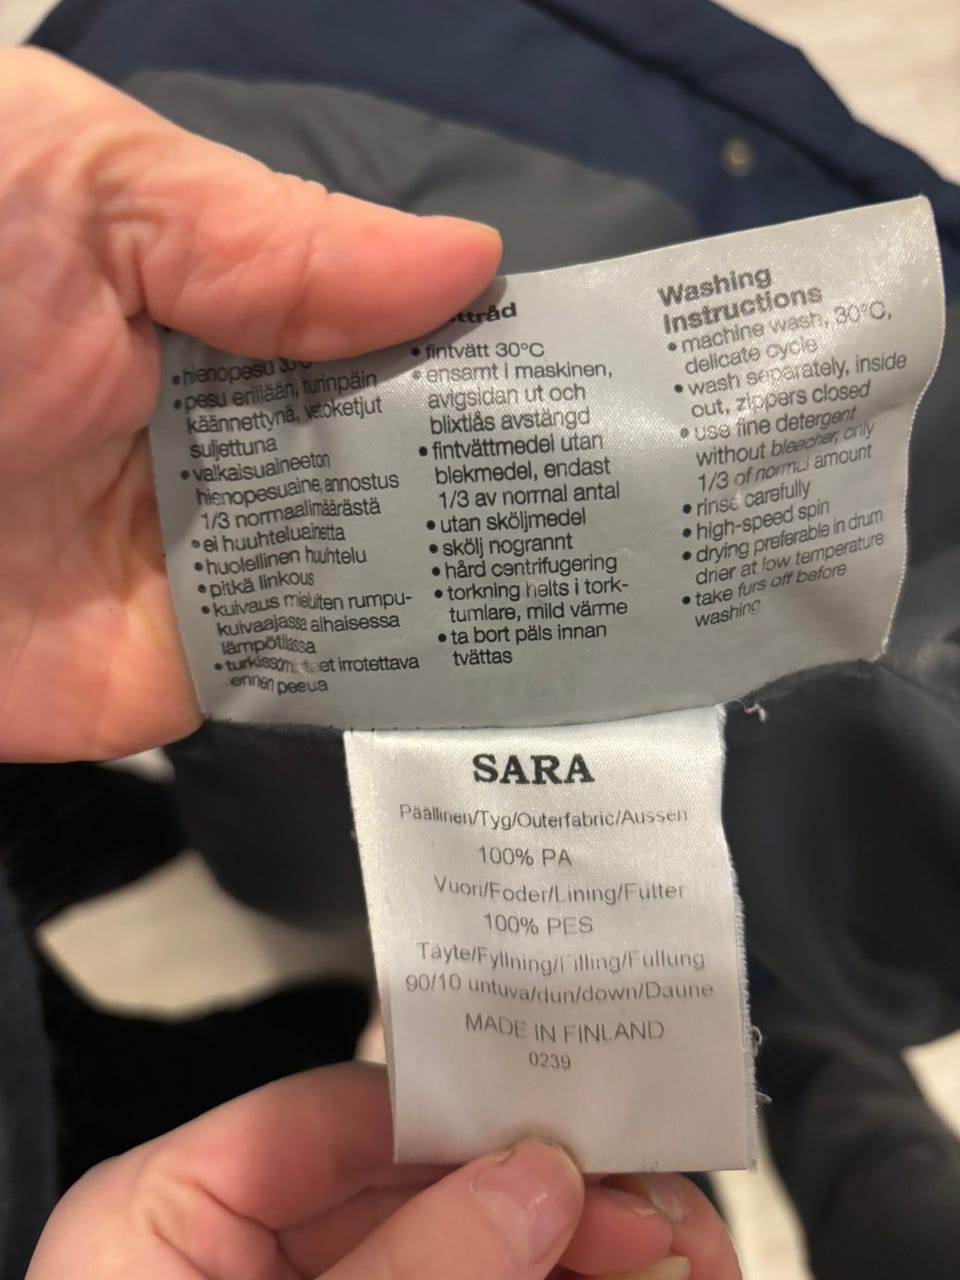 • hienopesu 30°C
• pesu erillään, nurinpäin
käännettynä, vetoketjut
suljettuna
• valkaisuaineeton
hienopesuaine, annostus
1/3 normaalimäärästä
• ei huuhteluainetta
• huolellinen huuhtelu
• pitkä linkous
• kuivaus mieluiten rumpu-
kuivaajassa alhaisessa
lämpötilassa
• irrotettava
ennen pesua
• fintvätt 30°C
• ensamt i maskinen,
avigsidan ut och
blixtlås avstängd
• fintvättmedel utan
blekmedel, endast
1/3 av normal antal
• utan sköljmedel
• skölj nogrannt
• hård centrifugering
• torkning helts i tork-
tumlare, mild värme
• ta bort päls innan
tvättas
Washing
Instructions
• machine wash, 30°C,
delicate cycle
• wash separately, inside
out, zippers closed
• use fine detergent
without bleacher, only
1/3 of normal amount
• rinse carefully
• high-speed spin
• drying preferable in drum
drier at low temperature
• take furs off before
washing
SARA
Päällinen/Tyg/Outerfabric/Aussen
100% PA
Vuori/Foder/Lining/Futter
100% PES
Täyte/Fyllning/Filling/Füllung
90/10 untuva/dun/down/Daune
MADE IN FINLAND
0239